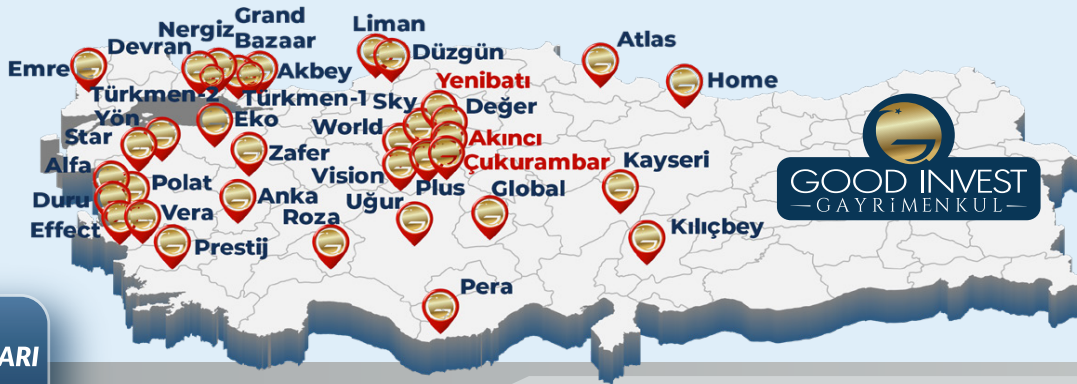 Grand
Bazaar
Nergiz
Devran
Emre
Akbey
Liman
Düzgün
Atlas
Home
Yenibatı
Türkmen-2
Türkmen-1
Sky
Değer
Yön
Eko
World
Akıncı
Star
Zafer
Çukurambar
Kayseri
Alfa
Polat
Vision
Plus
Global
Duru
Anka
Uğur
Vera
Roza
Effect
Prestij
Kılıçbey
Pera
GOOD INVEST
GAYRİMENKUL
ARI